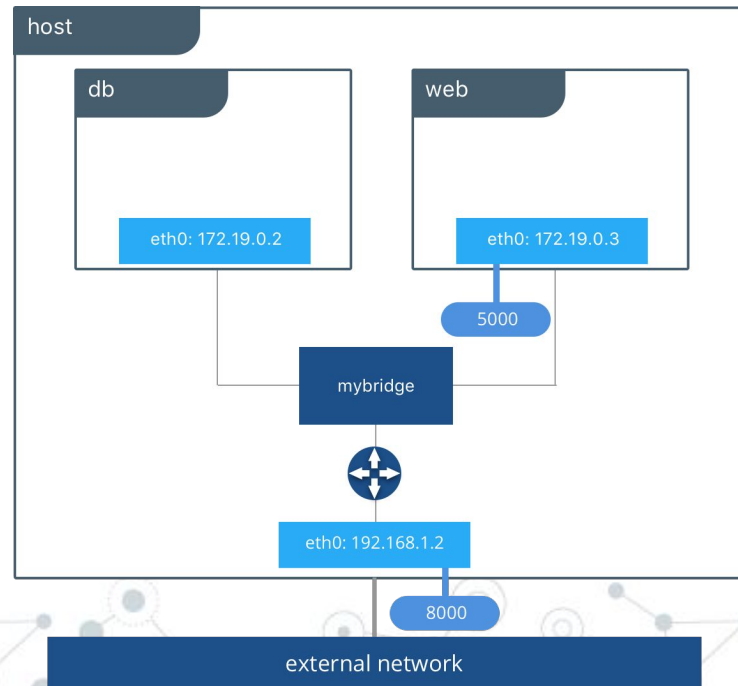 host
db
web
eth0: 172.19.0.2
eth0: 172.19.0.3
5000
mybridge
eth0: 192.168.1.2
8000
external network